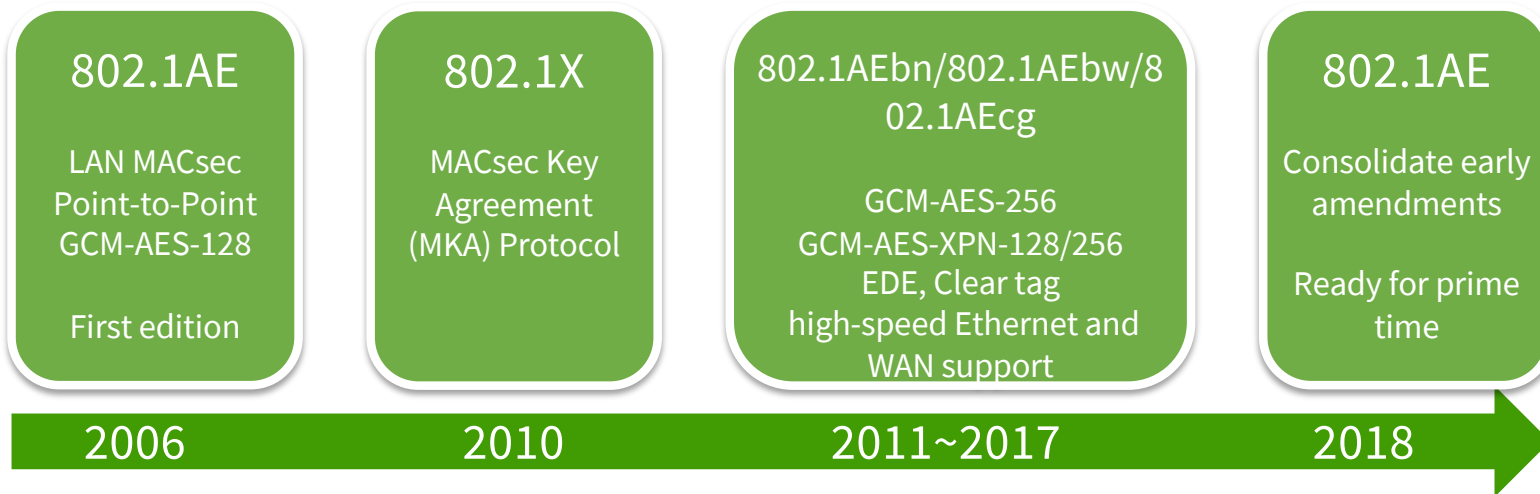 802.1AE
LAN MACsec
Point-to-Point
GCM-AES-128
First edition
802.1X
MACsec Key
Agreement
(MKA) Protocol
802.1AEbn/802.1AEbw/8
02.1AEcg
GCM-AES-256
GCM-AES-XPN-128/256
EDE, Clear tag
high-speed Ethernet and
WAN support
802.1AE
Consolidate early
amendments
Ready for prime
time
2006
2010
2011~2017
2018